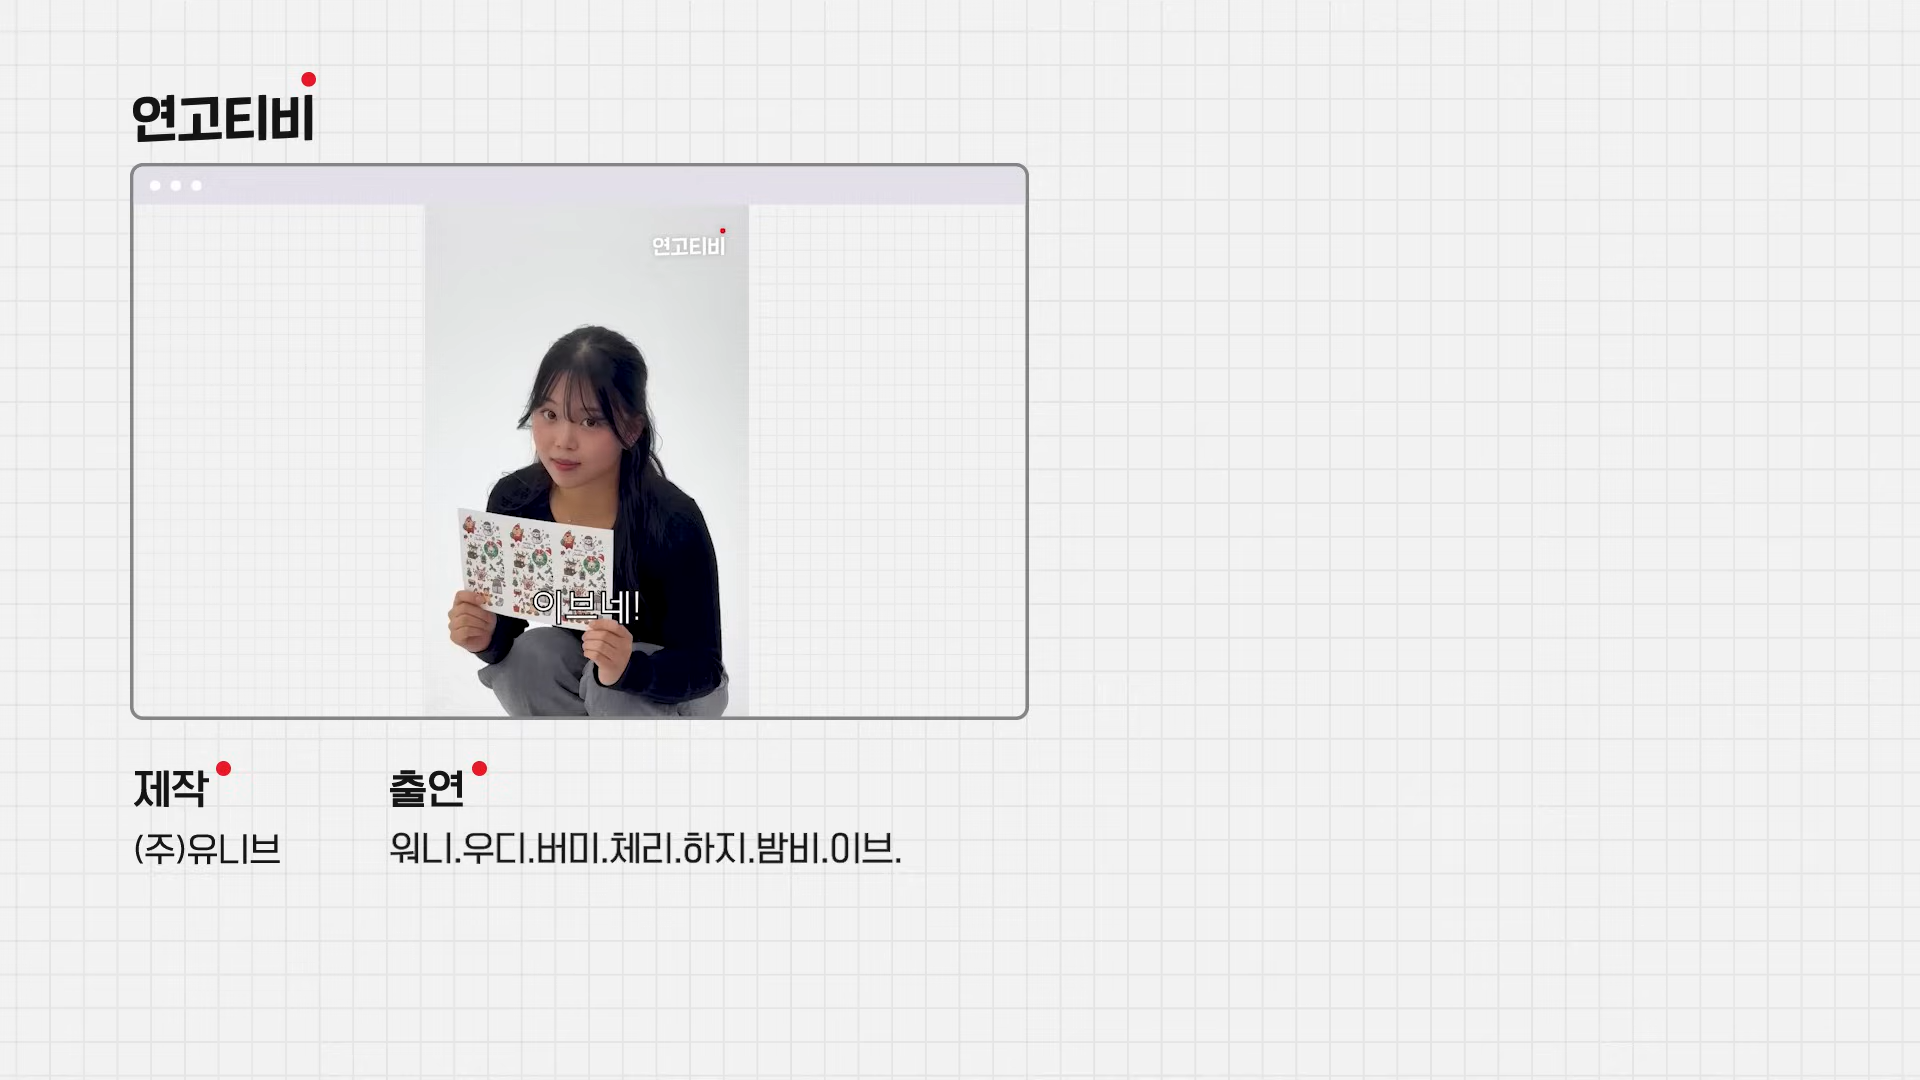 연고티비
연고티비
이브네!
제작
(주)유니브
출연
워니.우디.버미.체리.하지.밤비.이브.